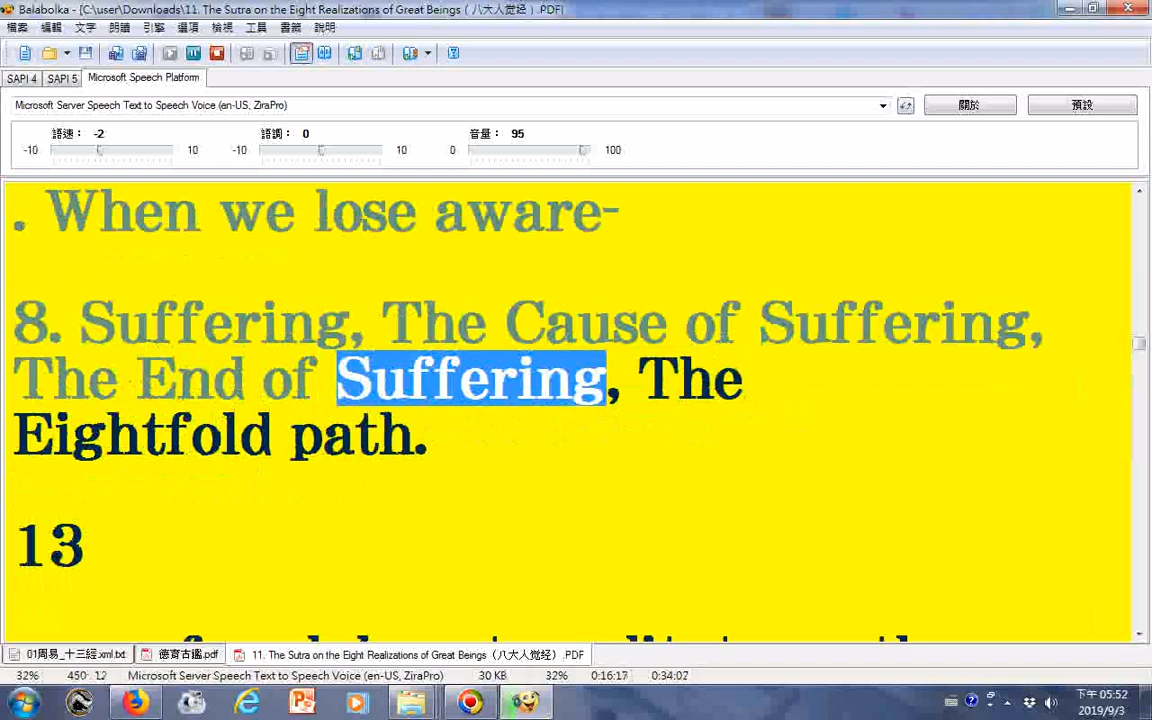 Balabolka - [C:\user\Downloads\11. The Sutra on the Eight Realizations of Great Beings（八大人觉经）.PDF]
檔案 編輯 文字 朗讀 引擎 選項 檢視 工具 書籤 說明
SAPI 4 SAPI 5 Microsoft Speech Platform
Microsoft Server Speech Text to Speech Voice (en-US, ZiraPro) 關於 預設
語速： -2 語調： 0 音量： 95
-10 10 -10 10 0 100
. When we lose aware-
8. Suffering, The Cause of Suffering,
The End of Suffering, The
Eightfold path.
13
01周易_十三經.xml.txt 德育古鑑.pdf 11. The Sutra on the Eight Realizations of Great Beings（八大人觉经）.PDF
32% 450: 12 Microsoft Server Speech Text to Speech Voice (en-US, ZiraPro) 30 KB 32% 0:16:17 0:34:02
下午 05:52
2019/9/3